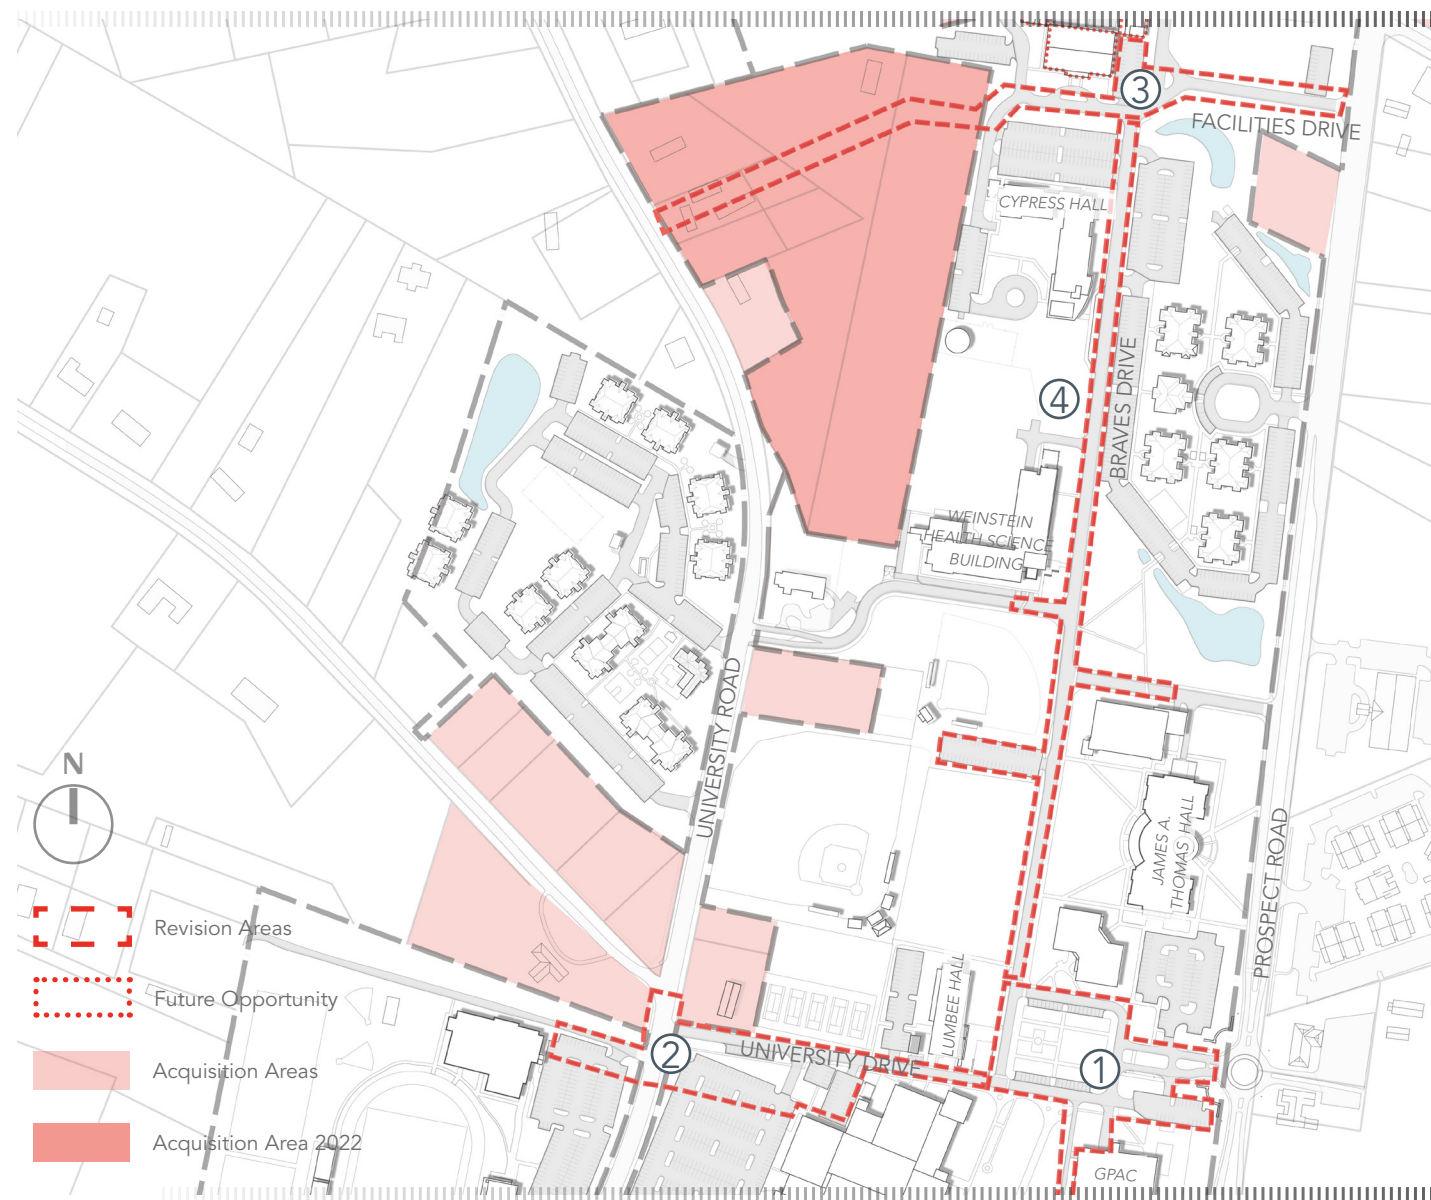 ③
FACILITIES DRIVE
CYPRESS HALL
④
BRAVES DRIVE
WEINSTEIN
HEALTH SCIENCE
BUILDING
UNIVERSITY ROAD
N
JAMES A.
THOMAS HALL
PROSPECT ROAD
Revision Areas
Future Opportunity
Acquisition Areas
Acquisition Area 2022
LUMBEE HALL
②
UNIVERSITY DRIVE
①
GPAC